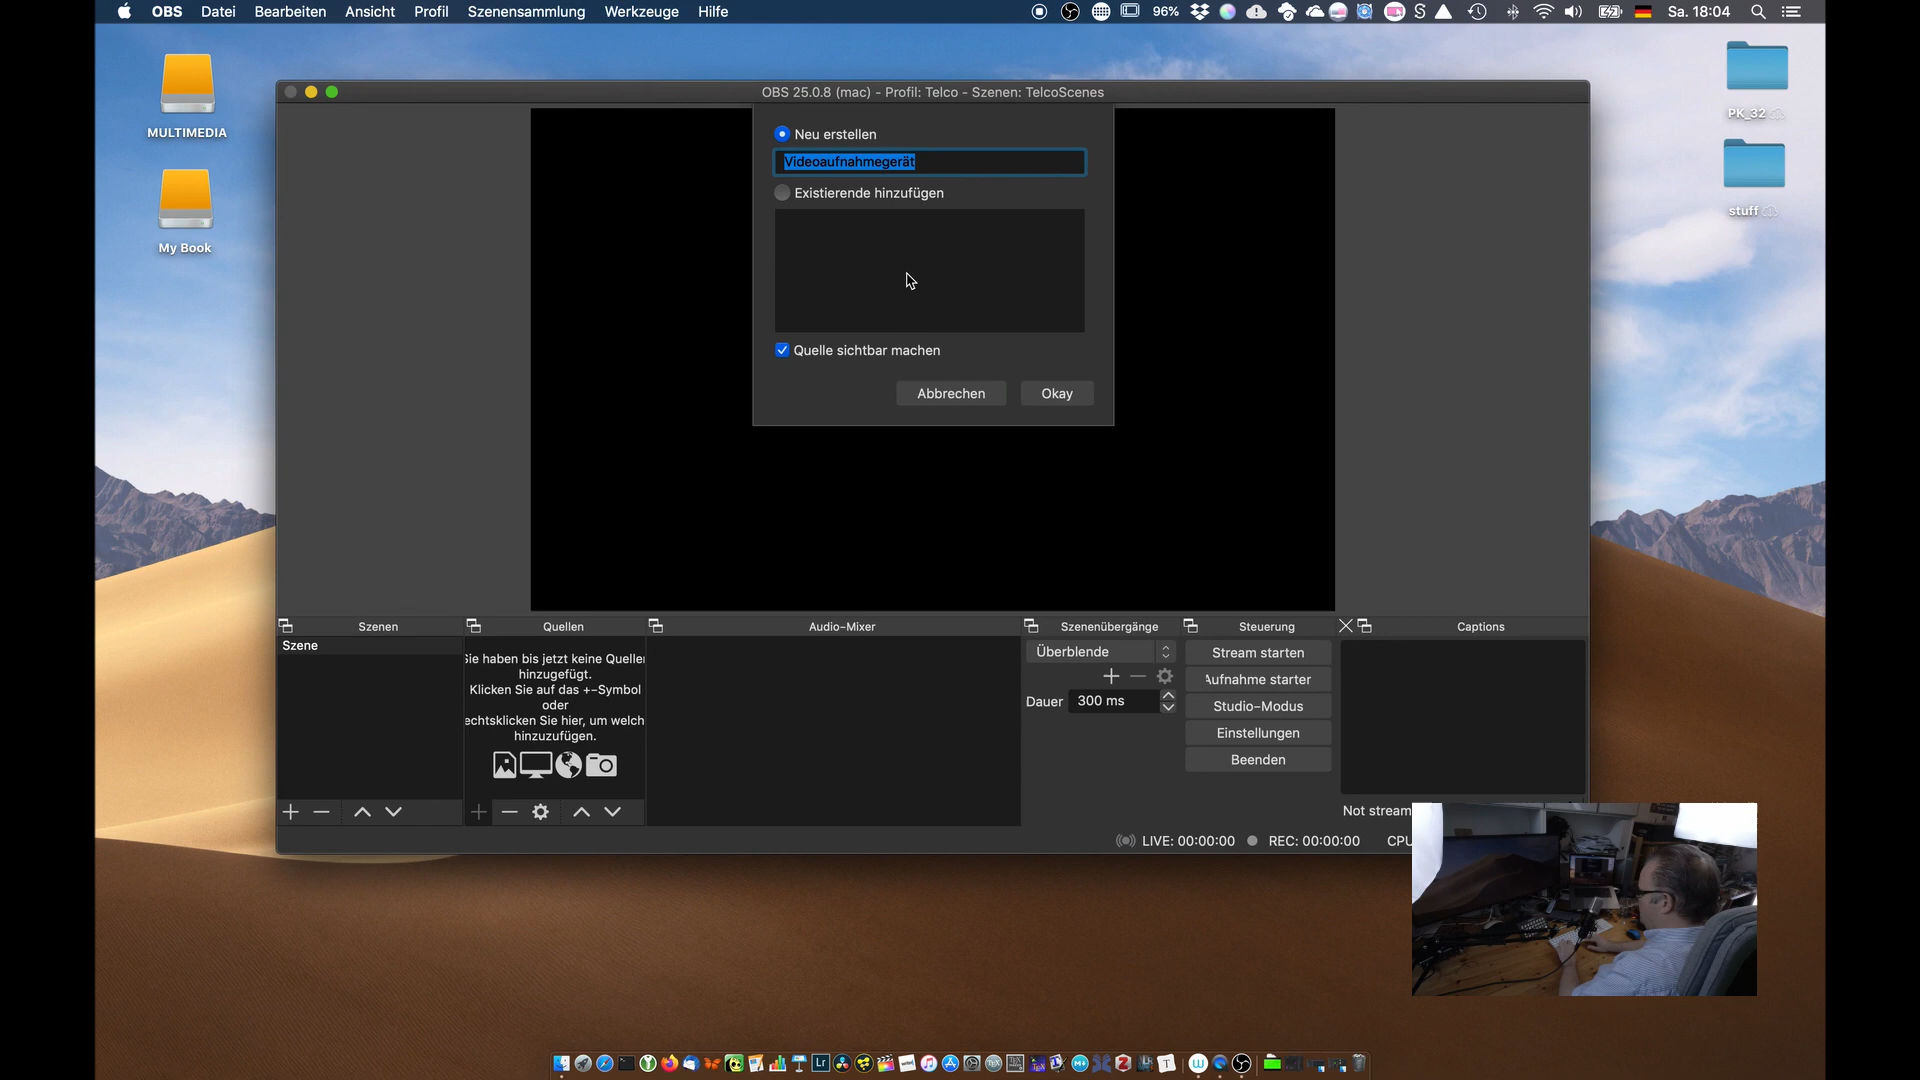 OBS Datei Bearbeiten Ansicht Profil Szenensammlung Werkzeuge Hilfe 96% Sa. 18:04
MULTIMEDIA
My Book
PK_32
stuff
OBS 25.0.8 (mac) - Profil: Telco - Szenen: TelcoScenes
Neu erstellen
Videoaufnahmegerät
Existierende hinzufügen
Quelle sichtbar machen
Abbrechen Okay
Szenen
Szene
Quellen
Sie haben bis jetzt keine Queller
hinzugefügt.
Klicken Sie auf das +-Symbol
oder
echtsklicken Sie hier, um welch
hinzuzufügen.
Audio-Mixer
Szenenübergänge
Überblende
Dauer 300 ms
Steuerung
Stream starten
Aufnahme starter
Studio-Modus
Einstellungen
Beenden
Captions
Not stream
LIVE: 00:00:00 REC: 00:00:00 CPU